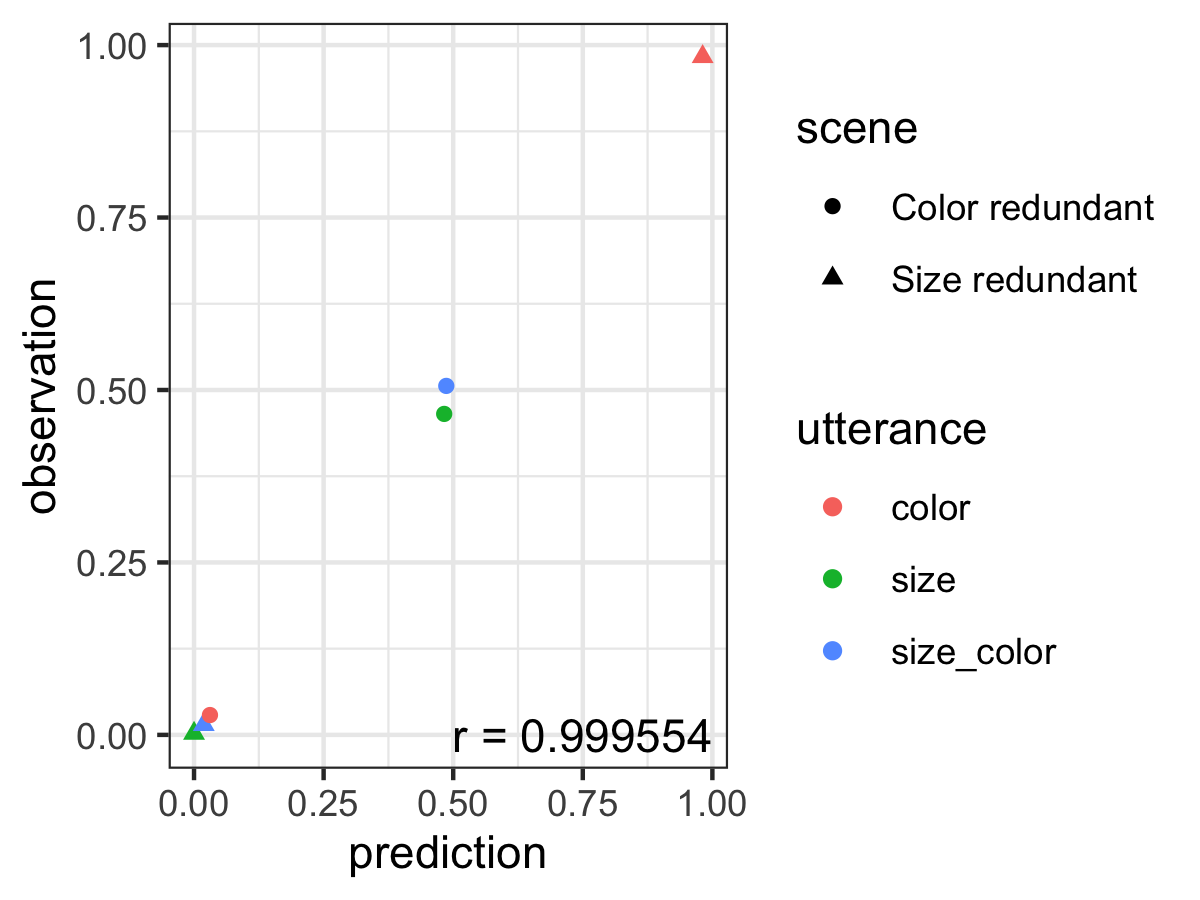 1.00
0.75
0.50
0.25
0.00
observation
r = 0.999554
0.00 0.25 0.50 0.75 1.00
prediction
scene
Color redundant
Size redundant
utterance
color
size
size_color